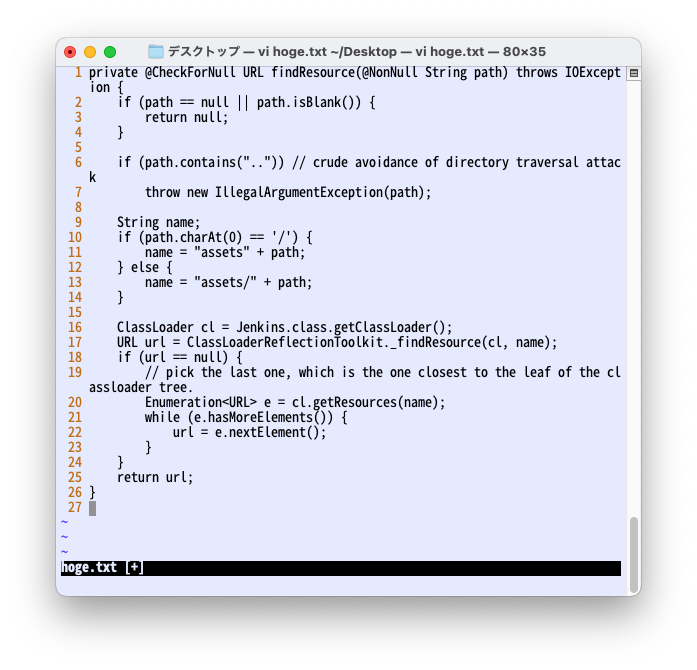 デスクトップ — vi hoge.txt ~/Desktop — vi hoge.txt — 80×35
1 private @CheckForNull URL findResource(@NonNull String path) throws IOExcept
ion {
2     if (path == null || path.isBlank()) {
3         return null;
4     }
5
6     if (path.contains("..")) // crude avoidance of directory traversal attac
k
7         throw new IllegalArgumentException(path);
8
9     String name;
10     if (path.charAt(0) == '/') {
11         name = "assets" + path;
12     } else {
13         name = "assets/" + path;
14     }
15
16     ClassLoader cl = Jenkins.class.getClassLoader();
17     URL url = ClassLoaderReflectionToolkit._findResource(cl, name);
18     if (url == null) {
19         // pick the last one, which is the one closest to the leaf of the cl
assloader tree.
20         Enumeration<URL> e = cl.getResources(name);
21         while (e.hasMoreElements()) {
22             url = e.nextElement();
23         }
24     }
25     return url;
26 }
27
~
~
~
hoge.txt [+]